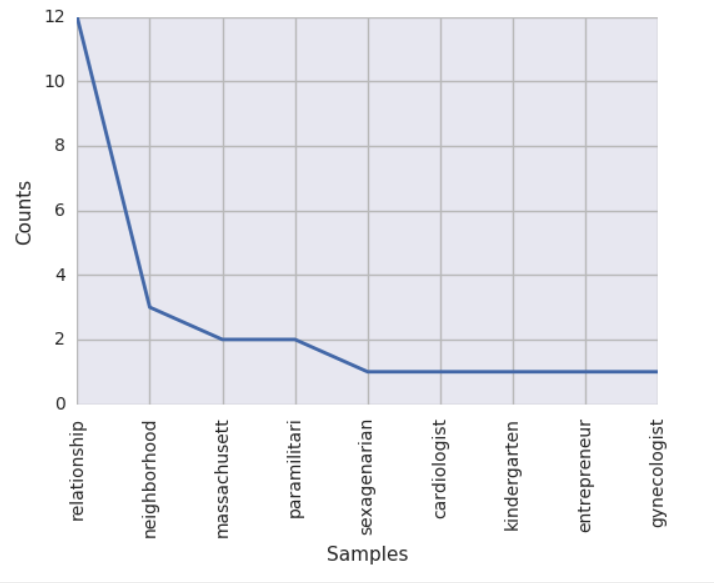 12
10
8
6
4
2
0
Counts
relationship
neighborhood
massachusett
paramilitari
sexagenarian
cardiologist
kindergarten
entrepreneur
gynecologist
Samples